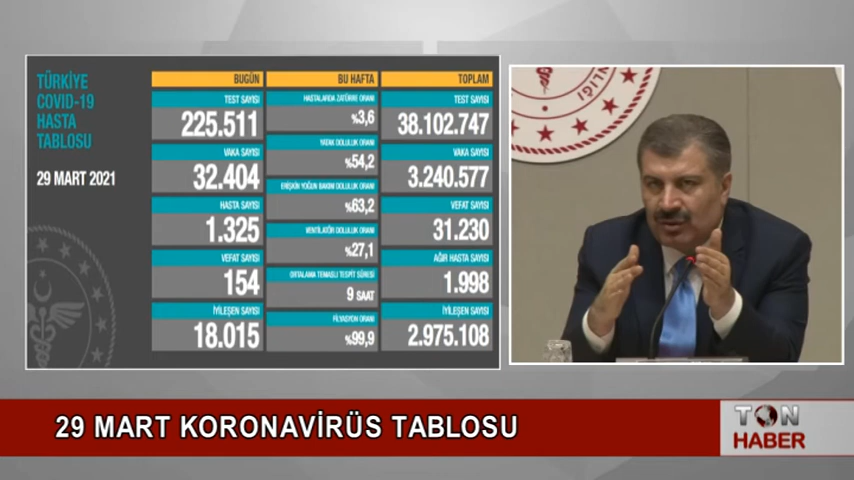 TÜRKİYE
COVID-19
HASTA
TABLOSU
29 MART 2021
BUGÜN
TEST SAYISI
225.511
VAKA SAYISI
32.404
HASTA SAYISI
1.325
VEFAT SAYISI
154
İYİLEŞEN SAYISI
18.015
BU HAFTA
HASTALARDA ZATÜRRE ORANI
%3,6
YATAK DOLULUK ORANI
%54,2
ERİŞKİN YOĞUN BAKIM DOLULUK ORANI
%63,2
VENTİLATÖR DOLULUK ORANI
%27,1
ORTALAMA TEMASLI TESPİT SÜRESİ
9 SAAT
FİLYASYON ORANI
%99,9
TOPLAM
TEST SAYISI
38.102.747
VAKA SAYISI
3.240.577
VEFAT SAYISI
31.230
AĞIR HASTA SAYISI
1.998
İYİLEŞEN SAYISI
2.975.108
29 MART KORONAVİRÜS TABLOSU
TON
HABER